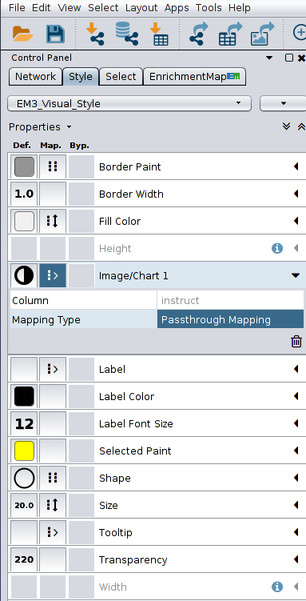 File Edit View Select Layout Apps Tools Help
Control Panel
Network Style Select EnrichmentMap
EM3_Visual_Style
Properties
Def. Map. Byp.
Border Paint
1.0 Border Width
Fill Color
Height
Image/Chart 1
Column instruct
Mapping Type Passthrough Mapping
Label
Label Color
12 Label Font Size
Selected Paint
Shape
20.0 Size
Tooltip
220 Transparency
Width